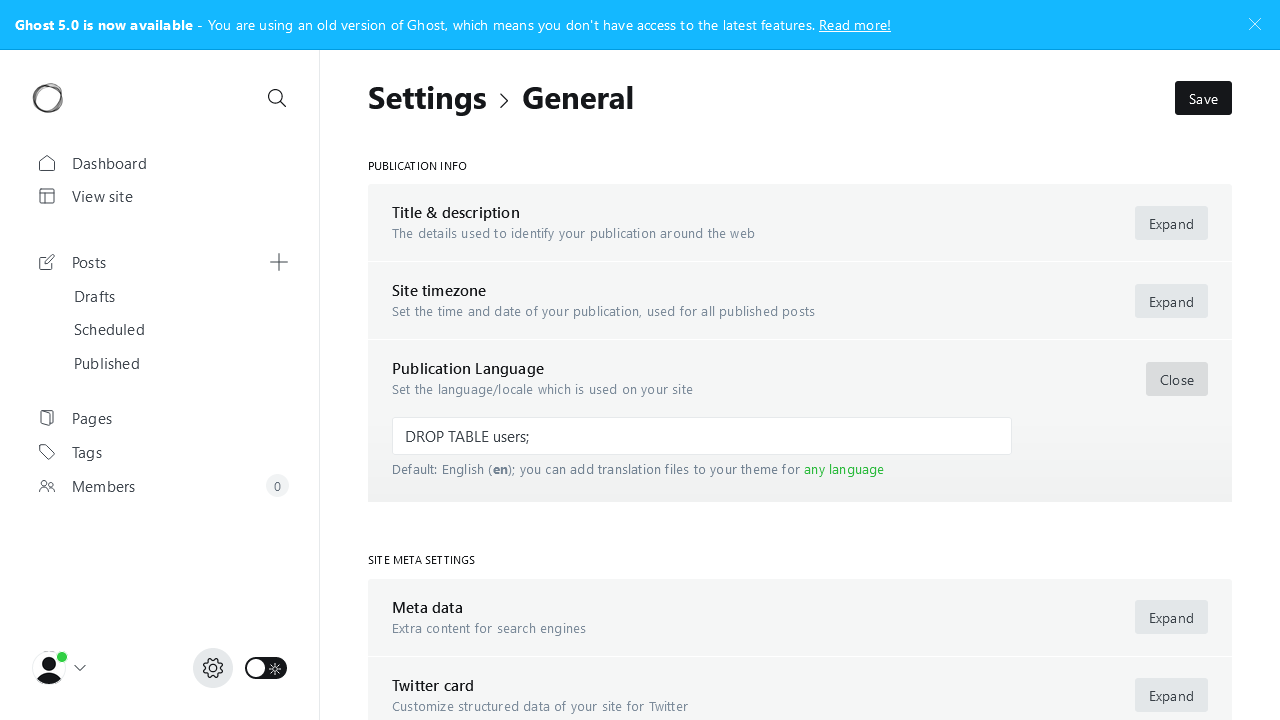 Ghost 5.0 is now available - You are using an old version of Ghost, which means you don't have access to the latest features. Read more!
Settings > General
Save
Dashboard
View site
Posts
Drafts
Scheduled
Published
Pages
Tags
Members
0
PUBLICATION INFO
Title & description
The details used to identify your publication around the web
Expand
Site timezone
Set the time and date of your publication, used for all published posts
Expand
Publication Language
Set the language/locale which is used on your site
Close
DROP TABLE users;
Default: English (en); you can add translation files to your theme for any language
SITE META SETTINGS
Meta data
Extra content for search engines
Expand
Twitter card
Customize structured data of your site for Twitter
Expand